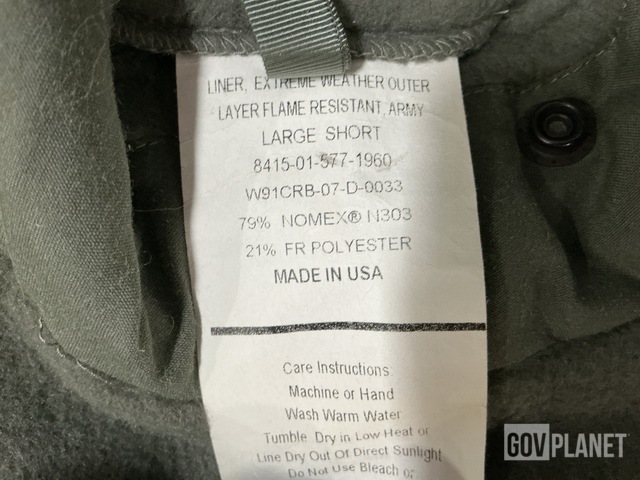 LINER, EXTREME WEATHER OUTER
LAYER FLAME RESISTANT, ARMY
LARGE SHORT
8415-01-577-1960
W91CRB-07-D-0033
79% NOMEX® N303
21% FR POLYESTER
MADE IN USA
Care Instructions
Machine or Hand
Wash Warm Water
Tumble Dry in Low Heat or
Line Dry Out of Direct Sunlight
Do Not Use Bleach or
GOVPLANET